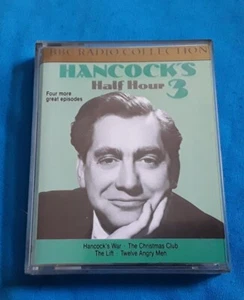 BBC RADIO COLLECTION
HANCOCK'S
Half Hour 3
Four more
great episodes
Hancock's War · The Christmas Club
The Lift · Twelve Angry Men